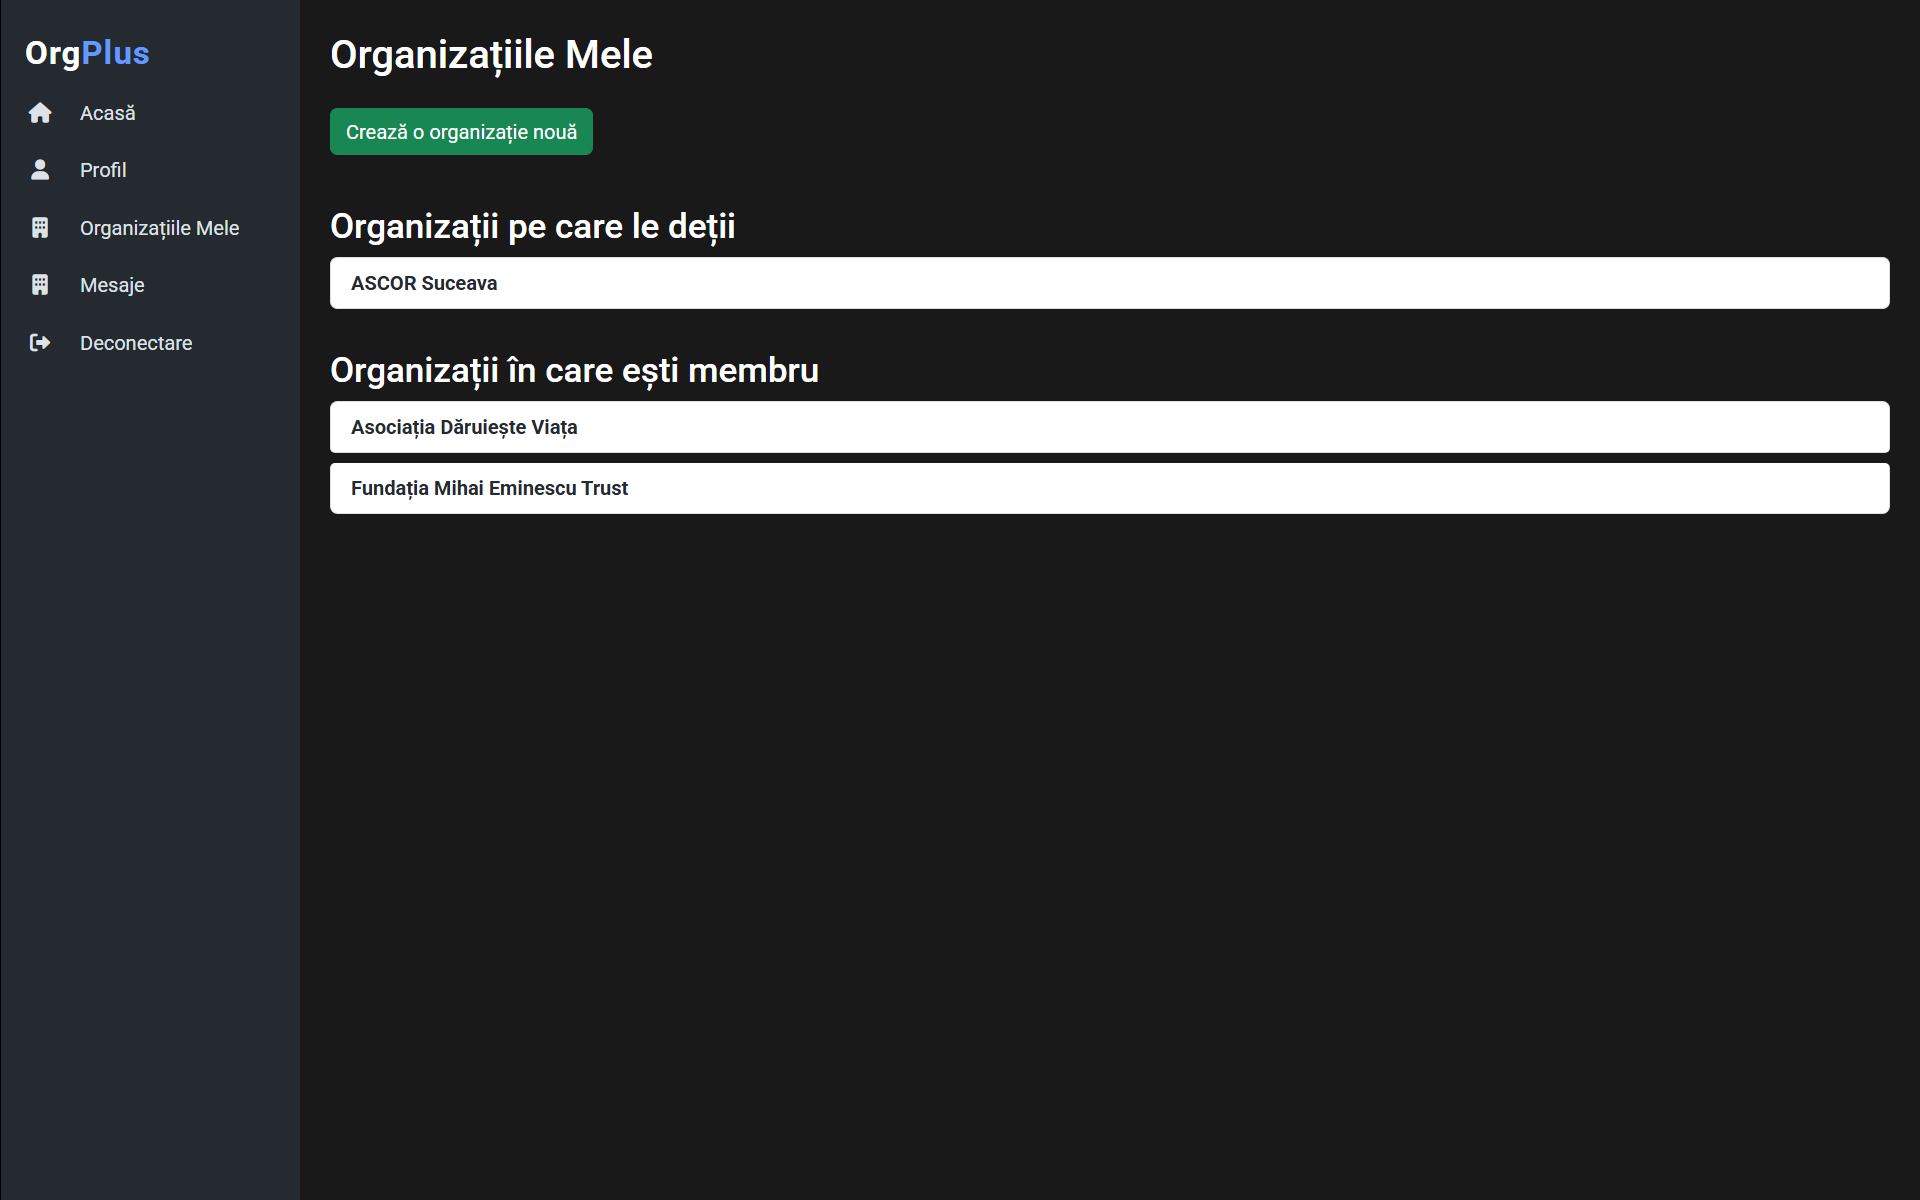 OrgPlus
Acasă
Profil
Organizațiile Mele
Mesaje
Deconectare
Organizațiile Mele
Crează o organizație nouă
Organizații pe care le deții
ASCOR Suceava
Organizații în care ești membru
Asociația Dăruiește Viața
Fundația Mihai Eminescu Trust